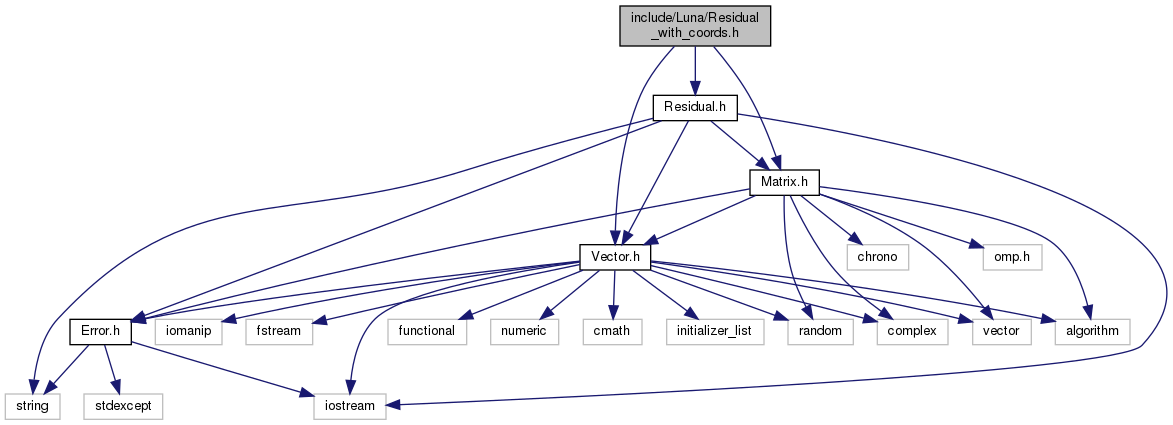 include/Luna/Residual
_with_coords.h
Residual.h
Matrix.h
Vector.h
chrono
omp.h
Error.h
iomanip
fstream
functional
numeric
cmath
initializer_list
random
complex
vector
algorithm
string
stdexcept
iostream